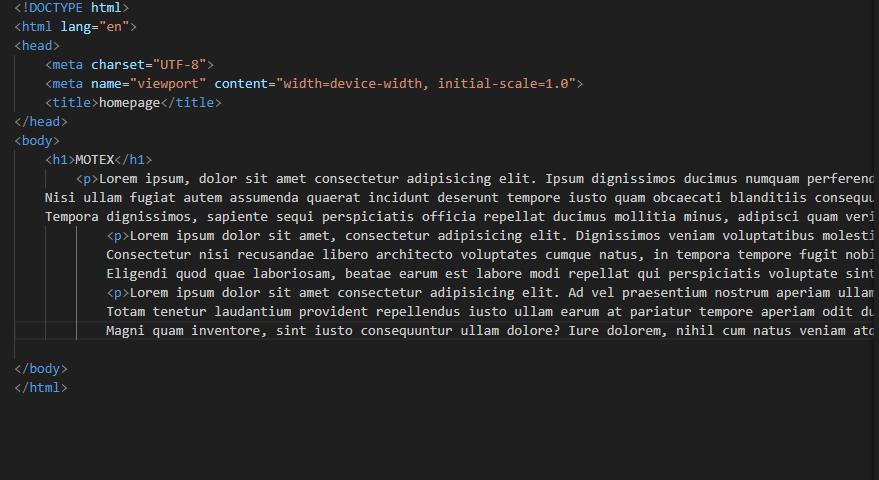 <!DOCTYPE html>
<html lang="en">
<head>
<meta charset="UTF-8">
<meta name="viewport" content="width=device-width, initial-scale=1.0">
<title>homepage</title>
</head>
<body>
<h1>MOTEX</h1>
<p>Lorem ipsum, dolor sit amet consectetur adipisicing elit. Ipsum dignissimos ducimus numquam perferend
Nisi ullam fugiat autem assumenda quaerat incidunt deserunt tempore iusto quam obcaecati blanditiis consequu
Tempora dignissimos, sapiente sequi perspiciatis officia repellat ducimus mollitia minus, adipisci quam veri
<p>Lorem ipsum dolor sit amet, consectetur adipisicing elit. Dignissimos veniam voluptatibus molesti
Consectetur nisi recusandae libero architecto voluptates cumque natus, in tempora tempore fugit nobi
Eligendi quod quae laboriosam, beatae earum est labore modi repellat qui perspiciatis voluptate sint
<p>Lorem ipsum dolor sit amet consectetur adipisicing elit. Ad vel praesentium nostrum aperiam ullam
Totam tenetur laudantium provident repellendus iusto ullam earum at pariatur tempore aperiam odit du
Magni quam inventore, sint iusto consequuntur ullam dolore? Iure dolorem, nihil cum natus veniam
</body>
</html>